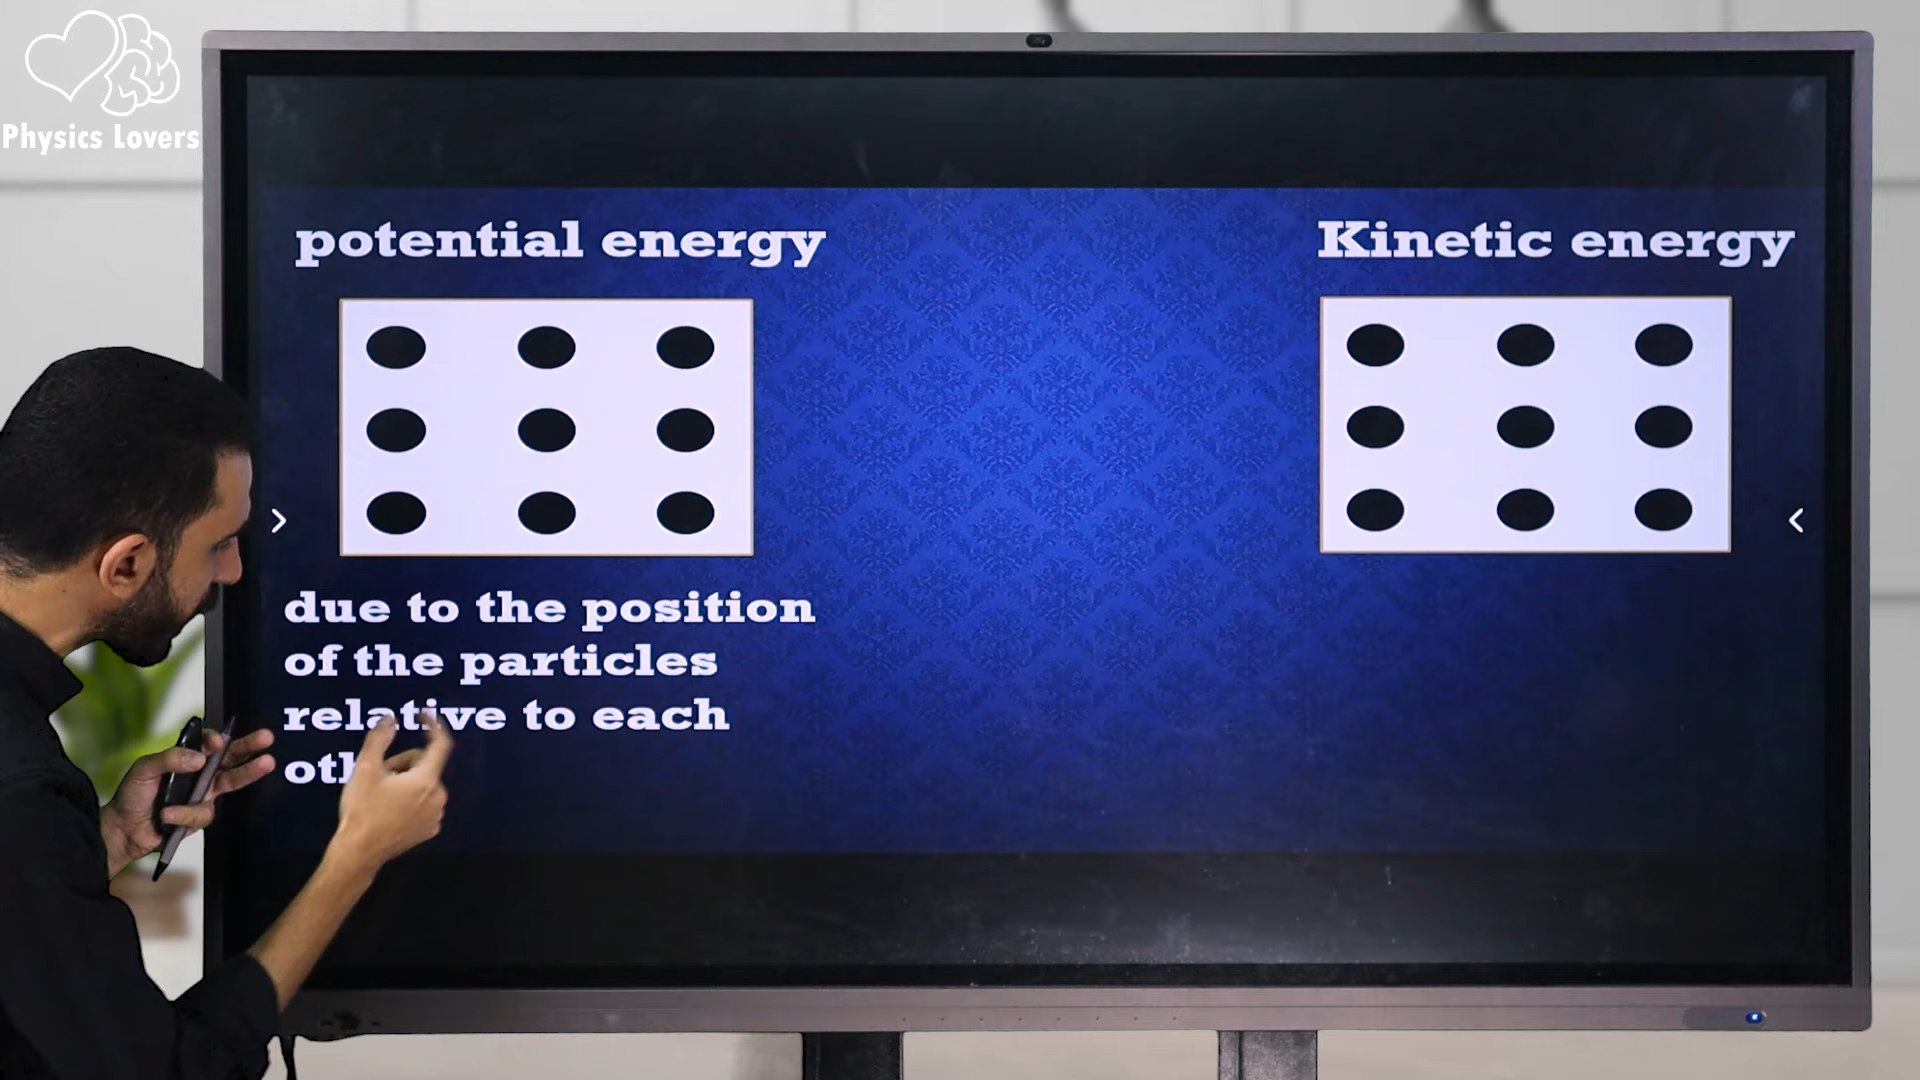 Physics Lovers
potential energy
Kinetic energy
due to the position
of the particles
relative to each